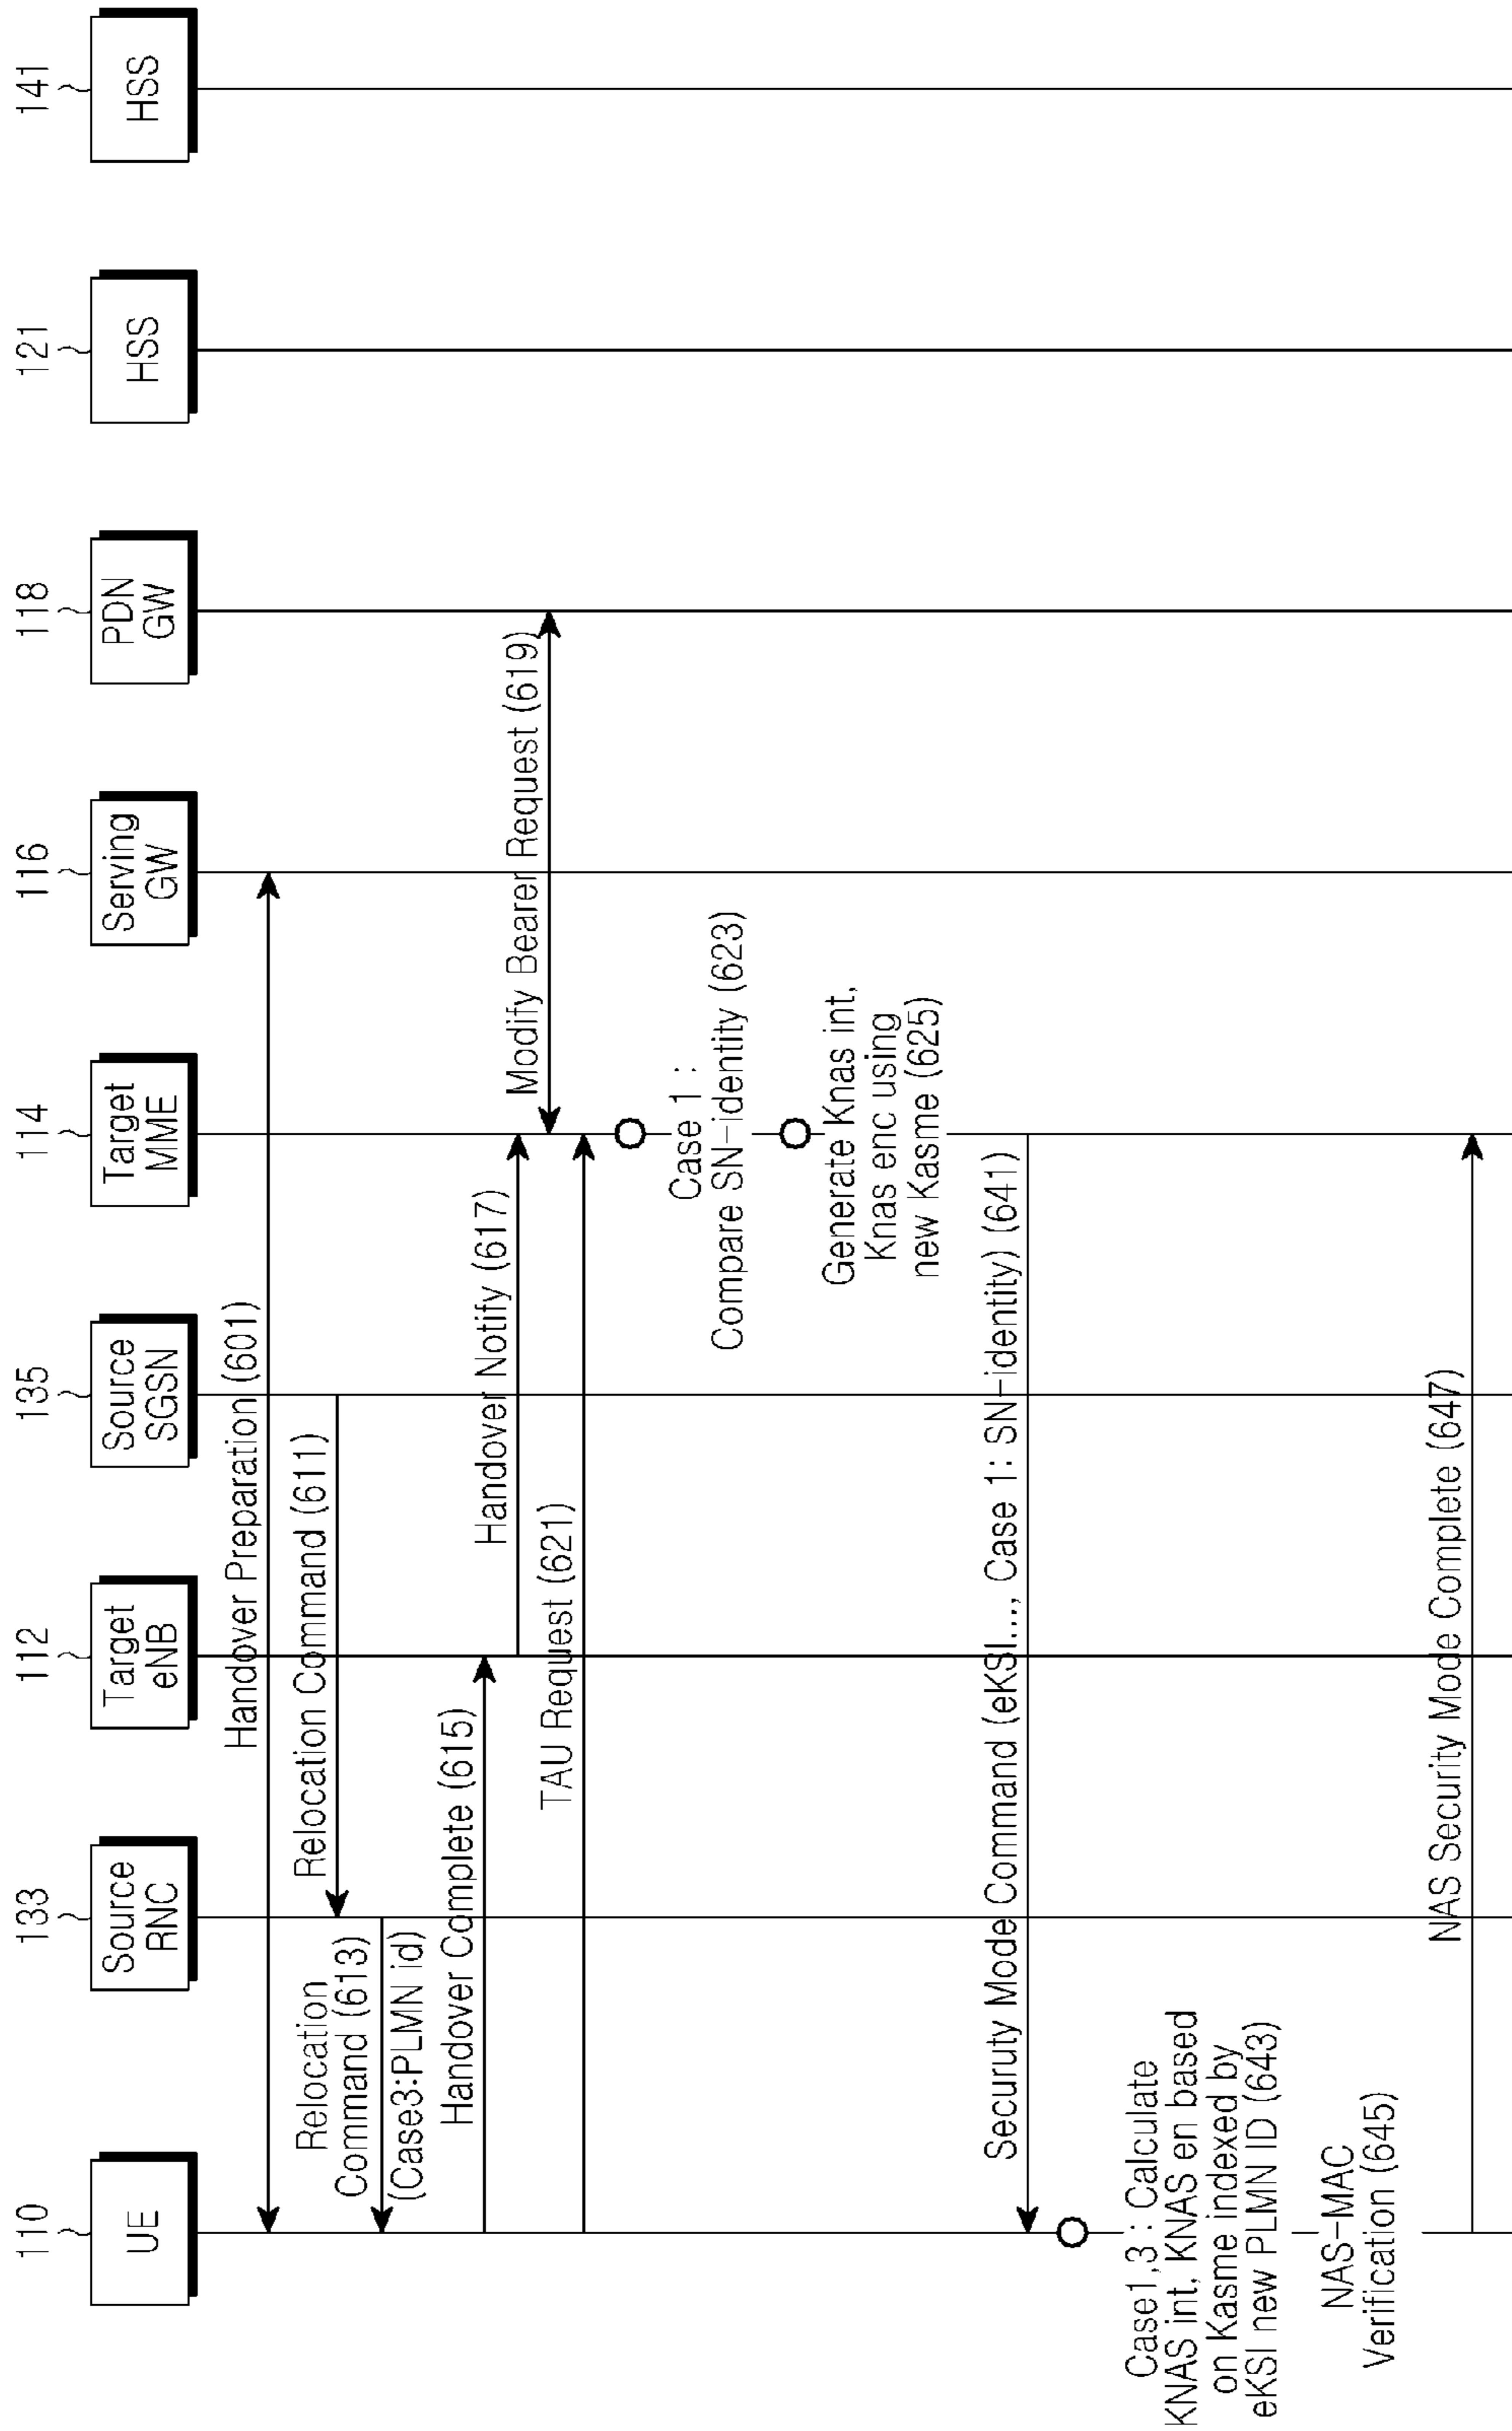 110
133
112
135
114
116
118
121
141
UE
Source
RNC
Target
eNB
Source
SGSN
Target
MME
Serving
GW
PDN
GW
HSS
HSS
Handover Preparation (601)
Relocation Command (611)
Relocation
Command (613)
(Case3:PLMN id)
Handover Complete (615)
Handover Notify (617)
Modify Bearer Request (619)
TAU Request (621)
Case 1 :
Compare SN-identity (623)
Generate Knas int,
Knas enc using
new Kasme (625)
Securuty Mode Command (eKSI..., Case 1: SN-identity) (641)
Case1,3 : Calculate
KNAS int, KNAS en based
on Kasme indexed by
eKSI new PLMN ID (643)
NAS-MAC
Verification (645)
NAS Security Mode Complete (647)